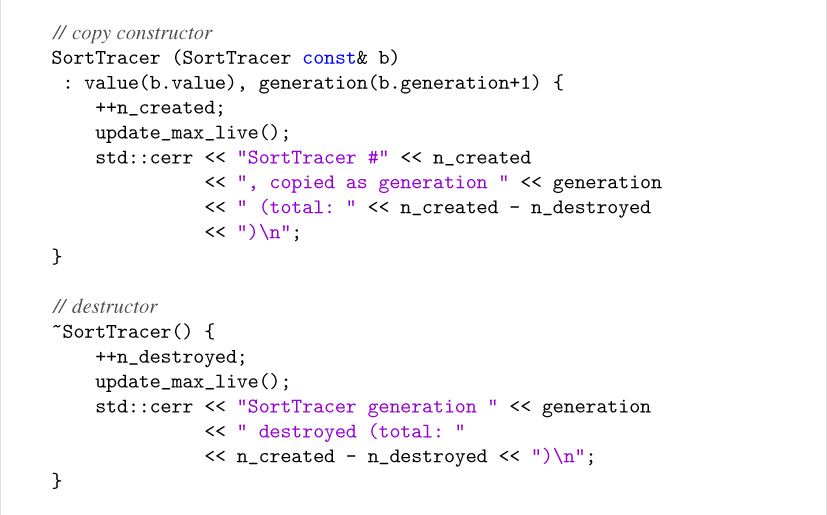 // copy constructor
SortTracer (SortTracer const& b)
 : value(b.value), generation(b.generation+1) {
    ++n_created;
    update_max_live();
    std::cerr << "SortTracer #" << n_created
              << ", copied as generation " << generation
              << " (total: " << n_created - n_destroyed
              << ")\n";
}
// destructor
~SortTracer() {
    ++n_destroyed;
    update_max_live();
    std::cerr << "SortTracer generation " << generation
              << " destroyed (total: "
              << n_created - n_destroyed << ")\n";
}